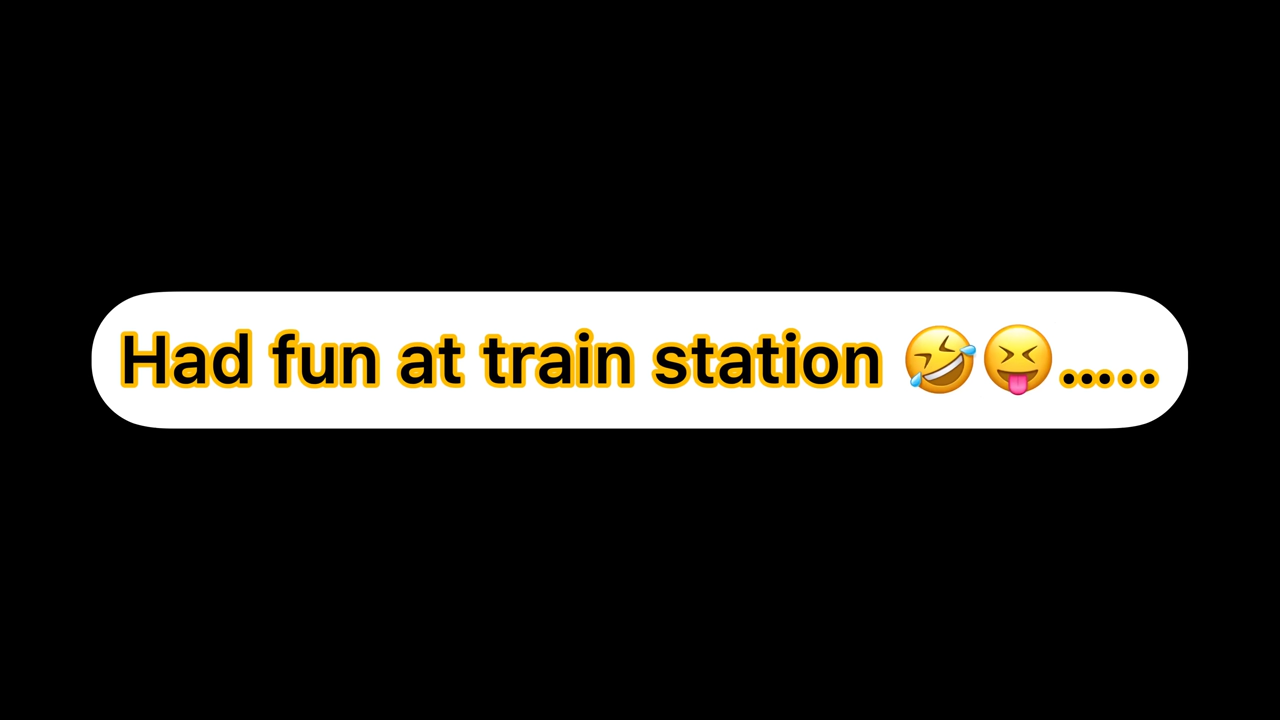 Had fun at train station 🤣😝…..